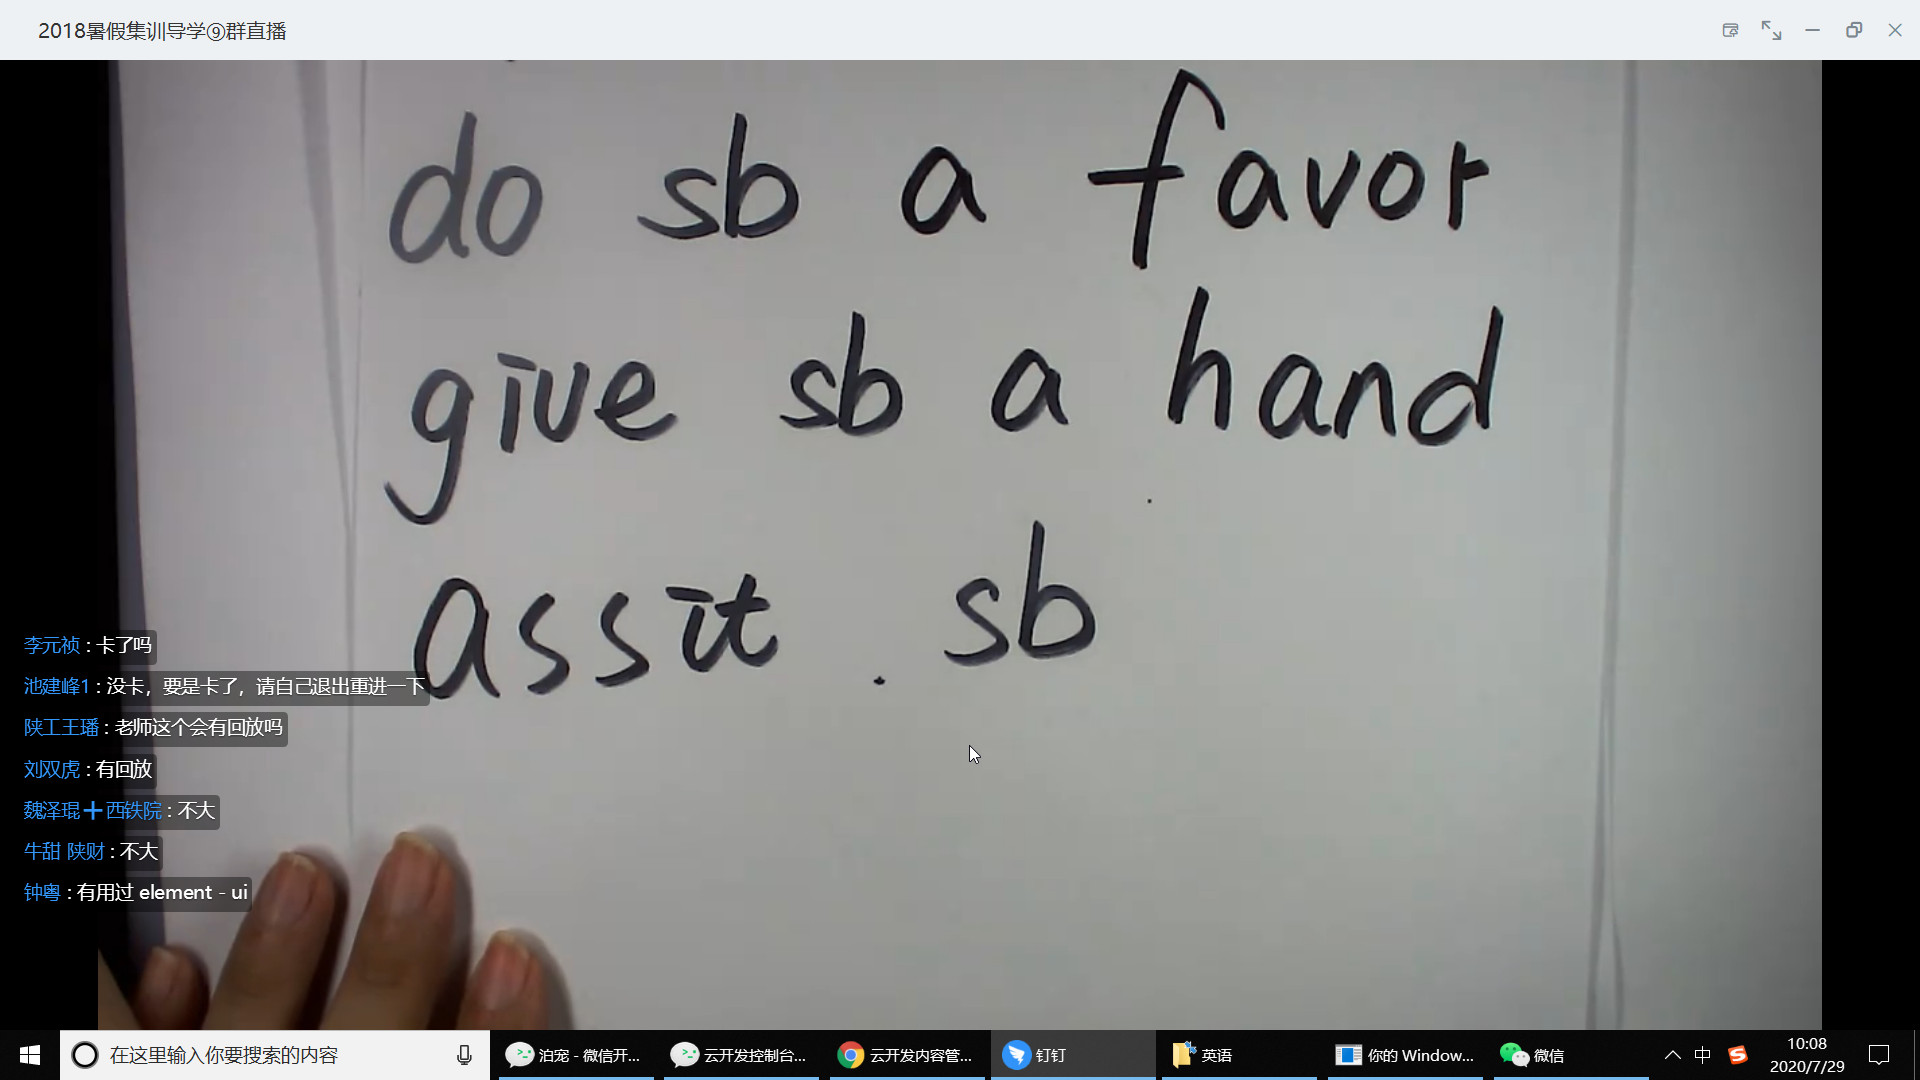 2018暑假集训导学⑨群直播
do sb a favor
give sb a hand
assit . sb
李元祯 : 卡了吗
池建峰1 : 没卡，要是卡了，请自己退出重进一下
陕工王璠 : 老师这个会有回放吗
刘双虎 : 有回放
魏泽琨➕西铁院 : 不大
牛甜 陕财 : 不大
钟粤 : 有用过 element - ui
在这里输入你要搜索的内容
泊宠 - 微信开...
云开发控制台...
云开发内容管...
钉钉
英语
你的 Window...
微信
中
10:08
2020/7/29